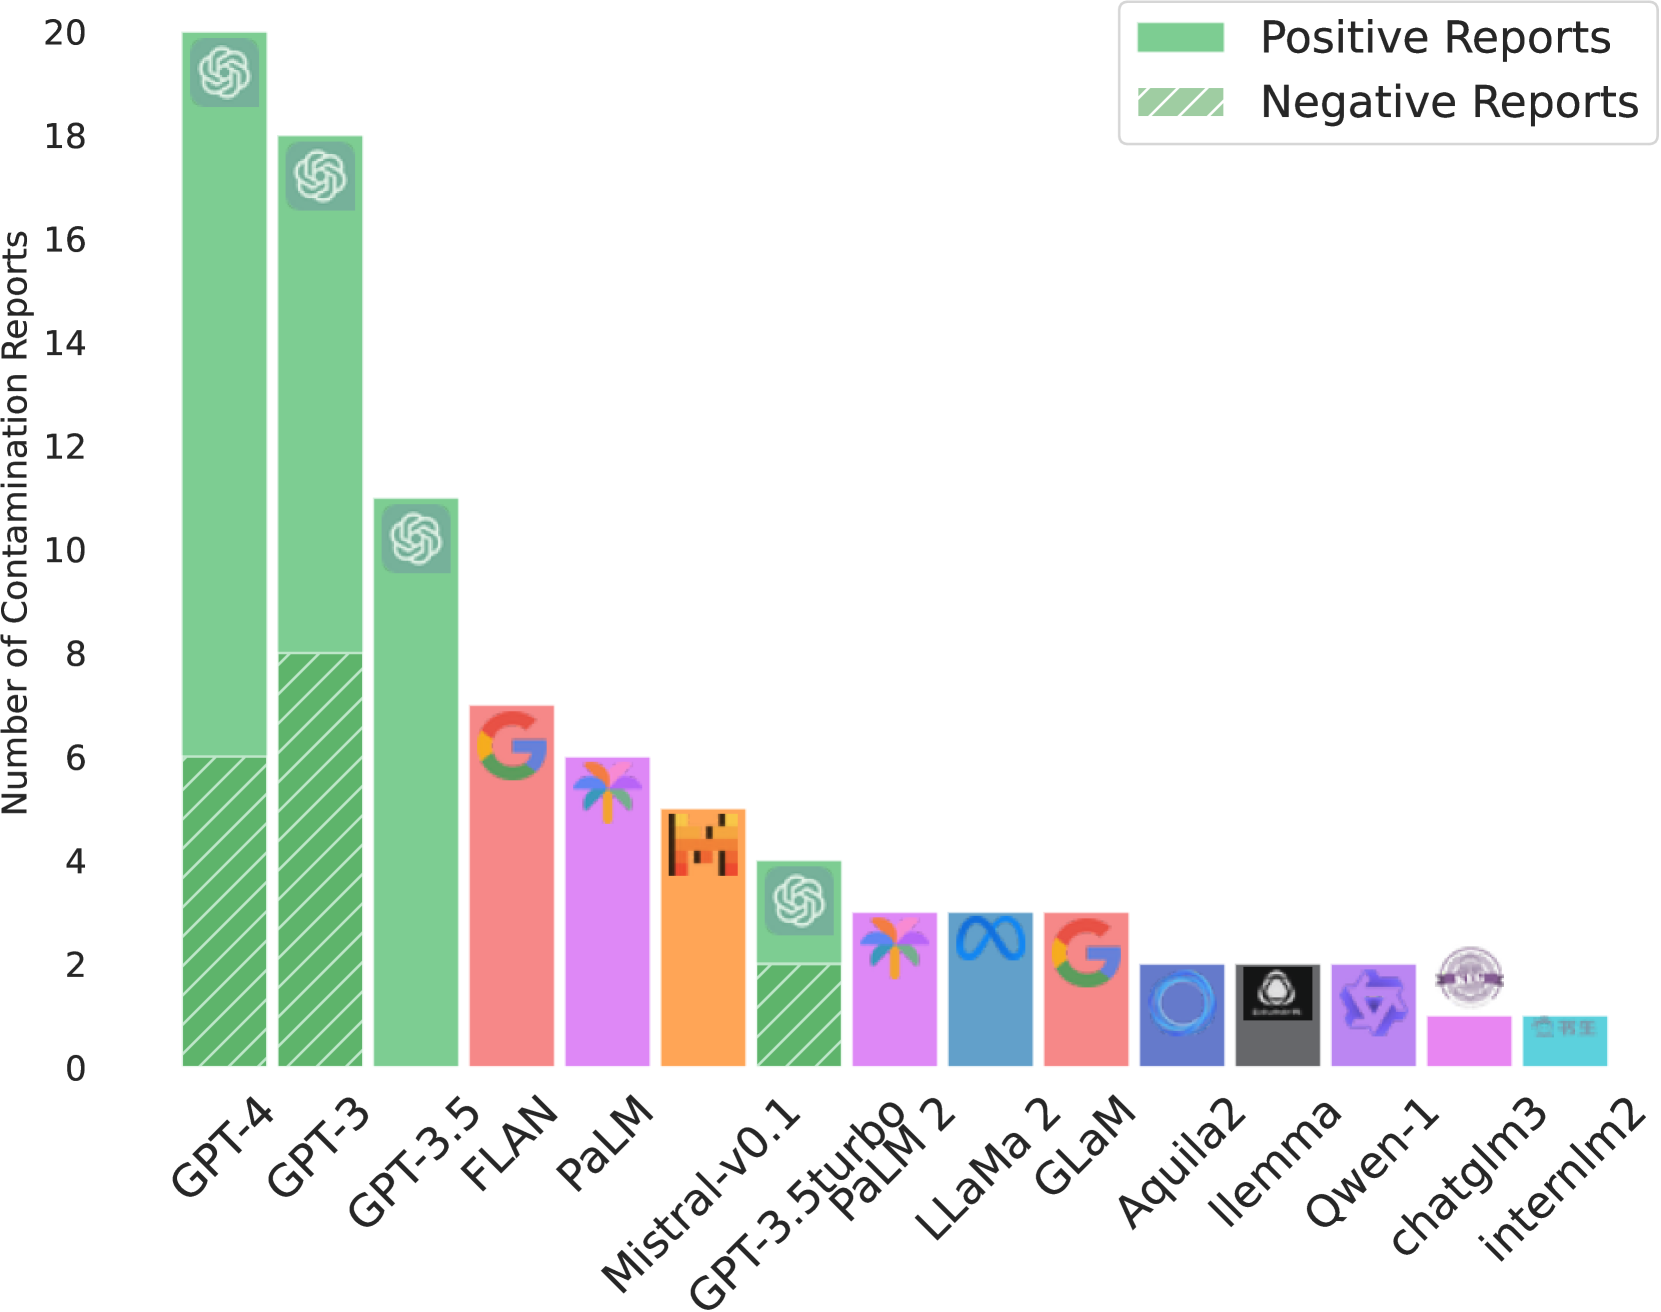 Positive Reports
Negative Reports
Number of Contamination Reports
20
18
16
14
12
10
8
6
4
2
0
书生
GPT-4
GPT-3
GPT-3.5
FLAN
PaLM
Mistral-v0.1
GPT-3.5turbo
PaLM 2
LLaMa 2
GLaM
Aquila2
llemma
Qwen-1
chatglm3
internlm2